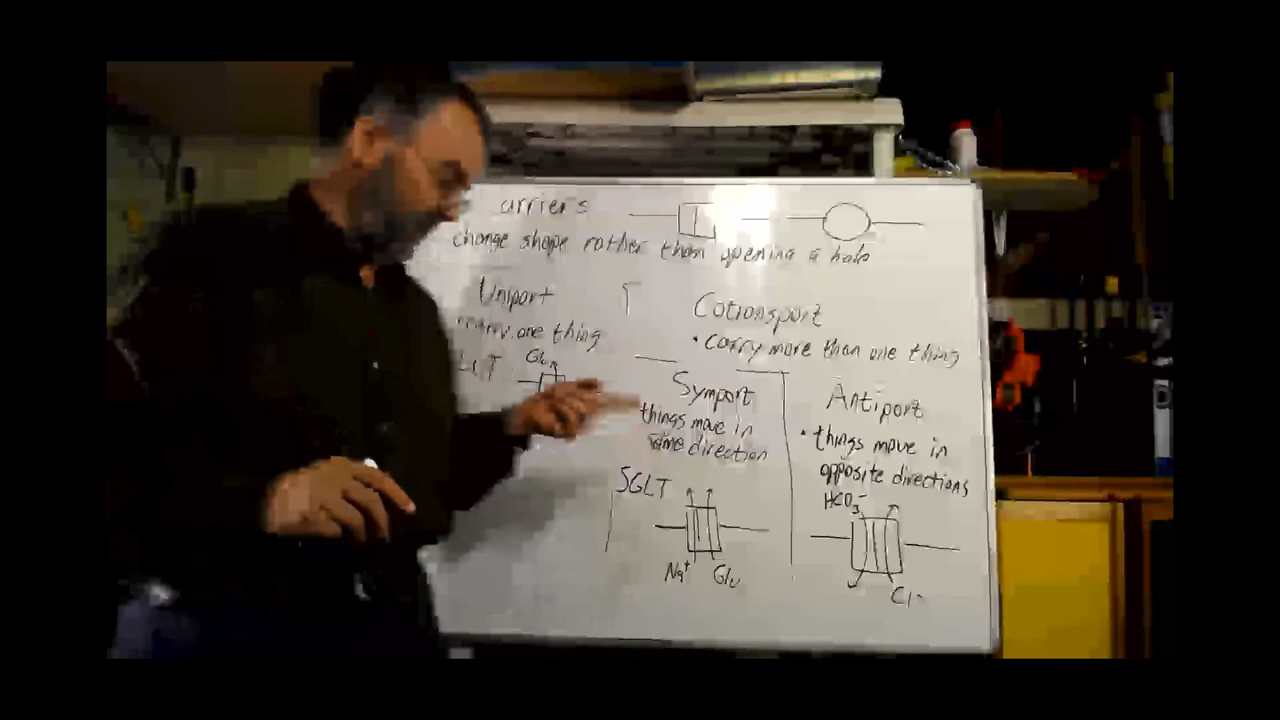 arriers
change shape rather than opening a hole
Uniport
carry one thing
Glu
Cotransport
• carry more than one thing
Symport
things move in
same direction
SGLT
Na+ Glu
Antiport
• things move in
opposite directions
HCO3-
Cl-